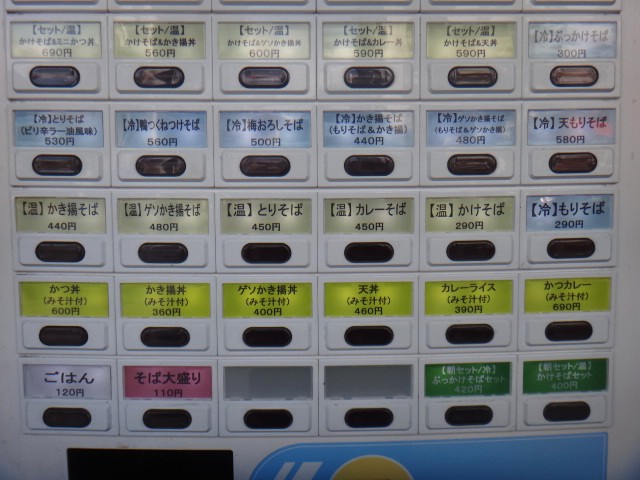 【セット/温】
かけそば&ミニかつ丼
690円
【セット/温】
かけそば&かき揚丼
560円
【セット/温】
かけそば&ゲソかき揚丼
600円
【セット/温】
かけそば&カレー丼
590円
【セット/温】
かけそば&天丼
590円
【冷】ぶっかけそば
300円
【冷】とりそば
(ピリ辛ラー油風味)
530円
【冷】鴨つくねつけそば
560円
【冷】梅おろしそば
500円
【冷】かき揚そば
(もりそば&かき揚)
440円
【冷】ゲソかき揚そば
(もりそば&ゲソかき揚)
480円
【冷】天もりそば
580円
【温】かき揚そば
440円
【温】ゲソかき揚そば
480円
【温】とりそば
450円
【温】カレーそば
450円
【温】かけそば
290円
【冷】もりそば
290円
かつ丼
(みそ汁付)
600円
かき揚丼
(みそ汁付)
360円
ゲソかき揚丼
(みそ汁付)
400円
天丼
(みそ汁付)
460円
カレーライス
(みそ汁付)
390円
かつカレー
(みそ汁付)
690円
ごはん
120円
そば大盛り
110円
【朝セット/冷】
ぶっかけそばセット
420円
【朝セット/温】
かけそばセット
400円